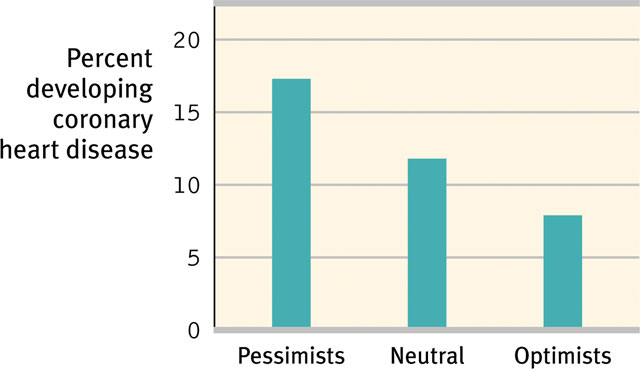 Percent
developing
coronary
heart disease
20
15
10
5
0
Pessimists Neutral Optimists